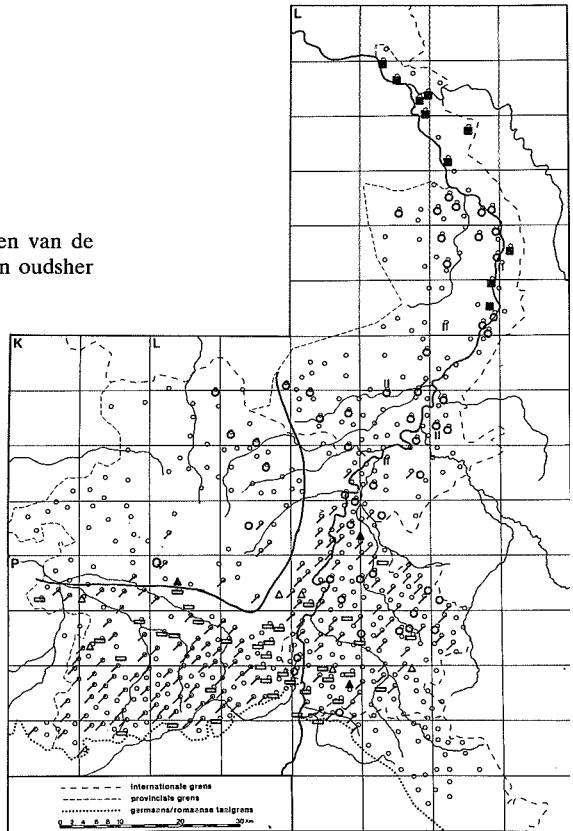 L
en van de
n oudsher
K L
P Q
internationale grens
provinciale grens
germaans/romaanse taalgrens
0 2 4 6 8 10 20 30 Km